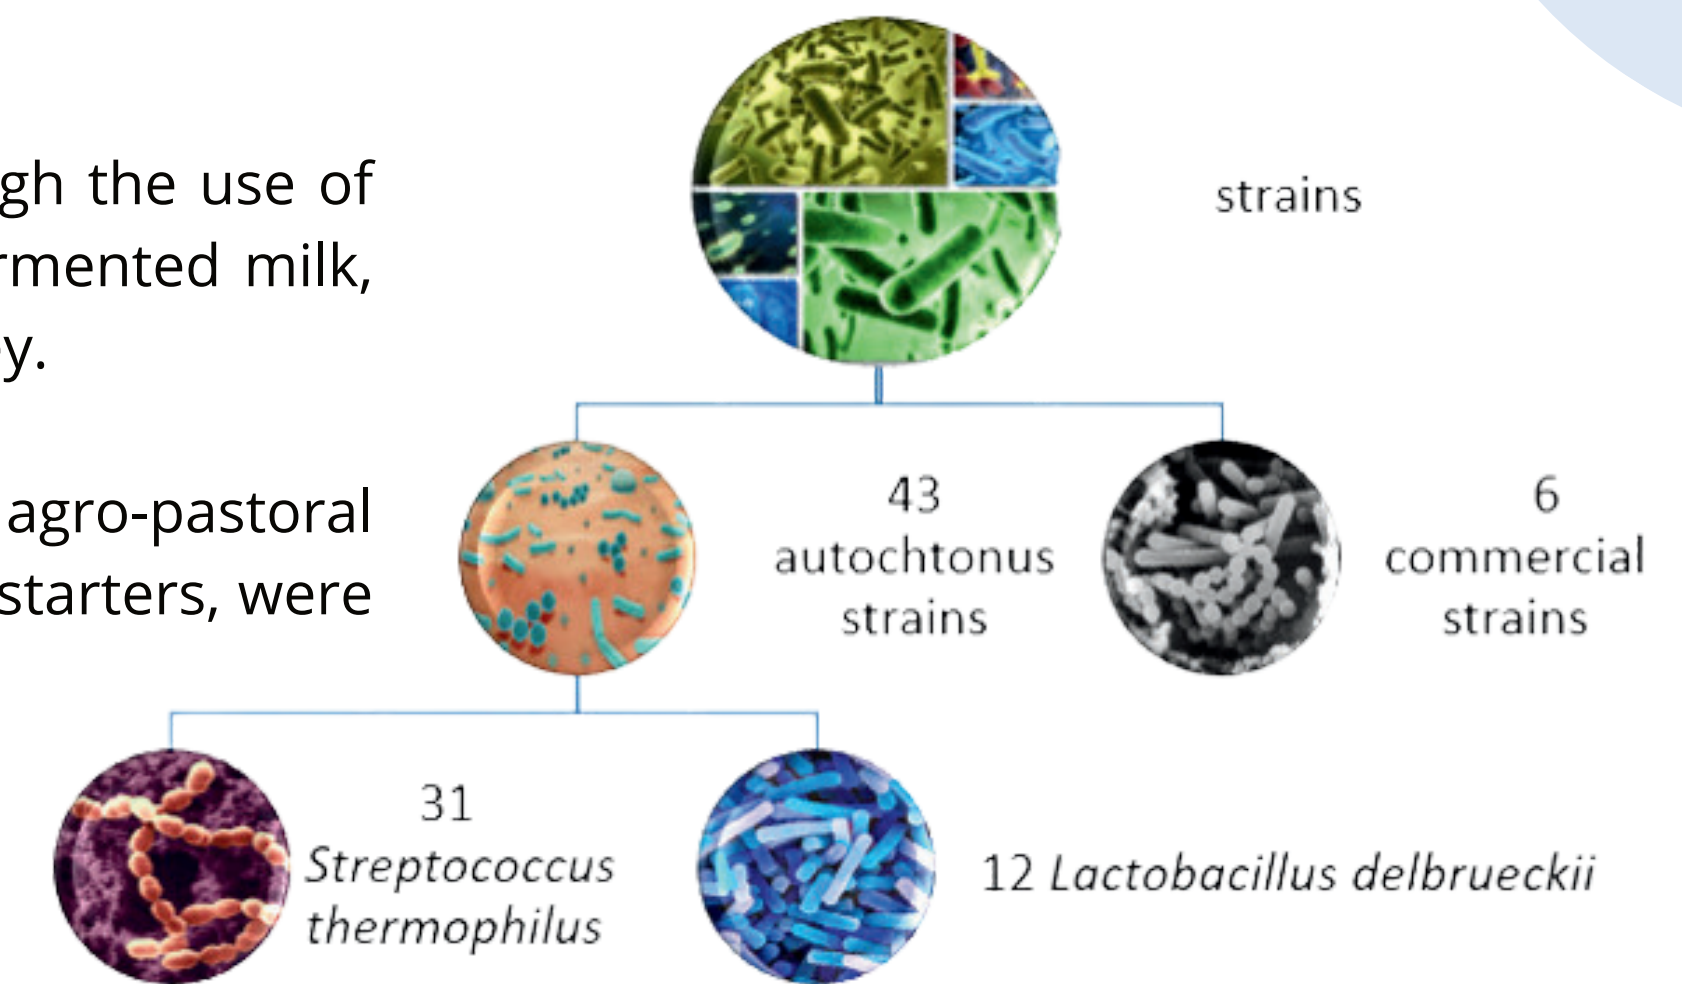 gh the use of
rmented milk,
y.
agro-pastoral
starters, were
strains
43
autochtonus
strains
6
commercial
strains
31
Streptococcus
thermophilus
12 Lactobacillus delbrueckii